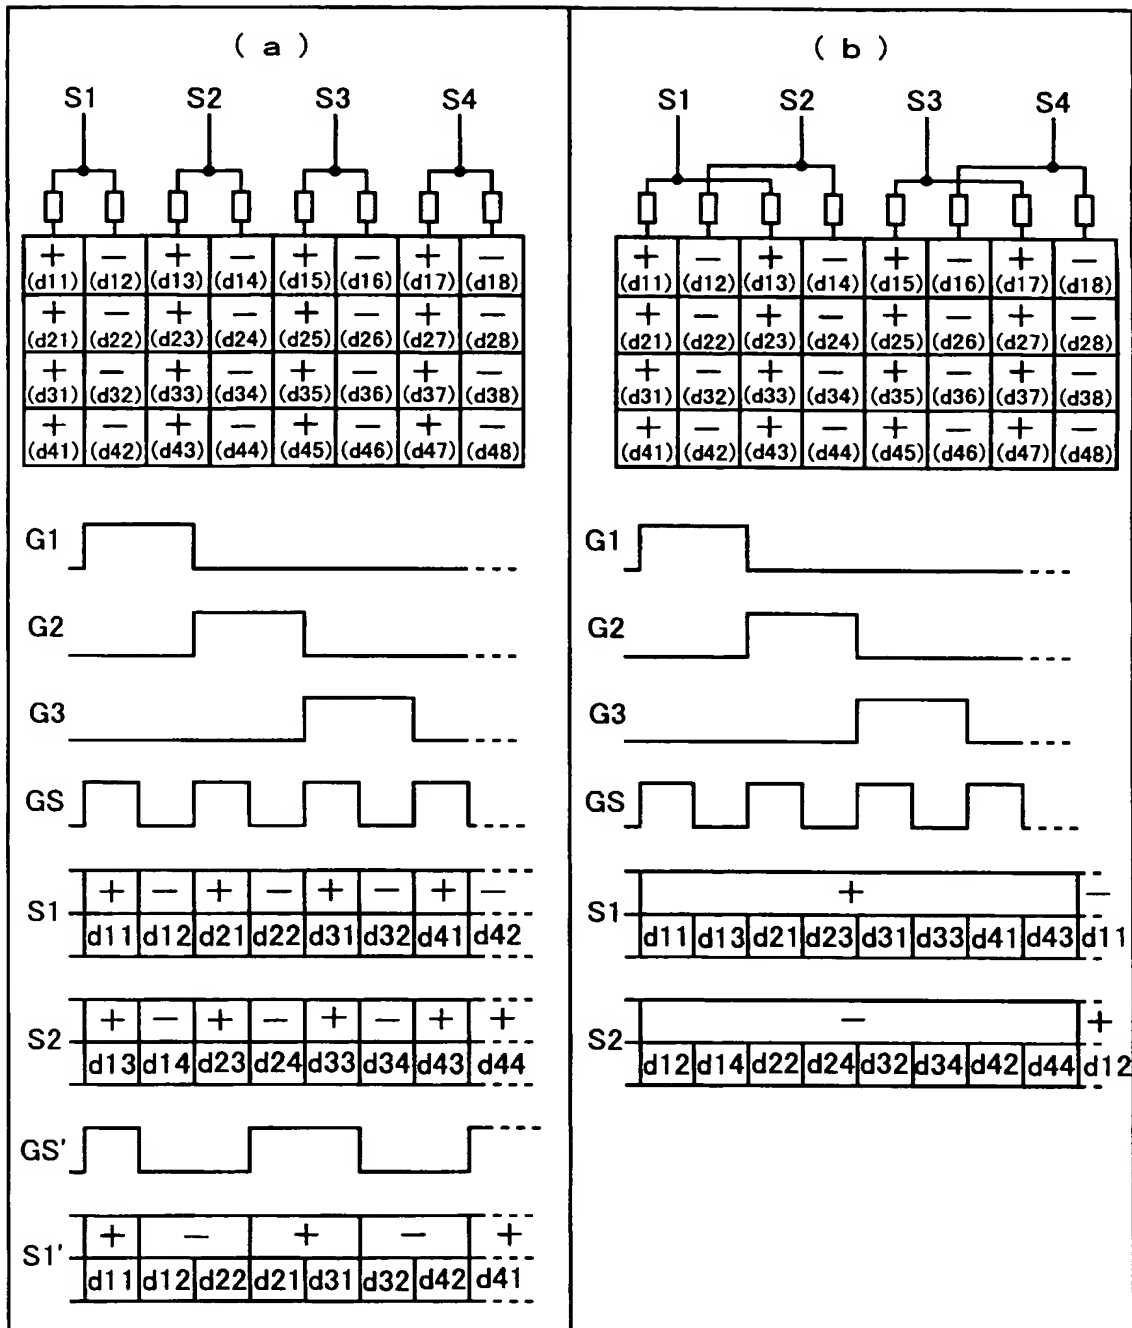 ( a )
S1 S2 S3 S4
+ − + − + − + −
(d11) (d12) (d13) (d14) (d15) (d16) (d17) (d18)
+ − + − + − + −
(d21) (d22) (d23) (d24) (d25) (d26) (d27) (d28)
+ − + − + − + −
(d31) (d32) (d33) (d34) (d35) (d36) (d37) (d38)
+ − + − + − + −
(d41) (d42) (d43) (d44) (d45) (d46) (d47) (d48)
G1
G2
G3
GS
S1
+ − + − + − + −
d11 d12 d21 d22 d31 d32 d41 d42
S2
+ − + − + − + +
d13 d14 d23 d24 d33 d34 d43 d44
GS'
S1'
+ − + − +
d11 d12 d22 d21 d31 d32 d42 d41
( b )
S1 S2 S3 S4
+ − + − + − + −
(d11) (d12) (d13) (d14) (d15) (d16) (d17) (d18)
+ − + − + − + −
(d21) (d22) (d23) (d24) (d25) (d26) (d27) (d28)
+ − + − + − + −
(d31) (d32) (d33) (d34) (d35) (d36) (d37) (d38)
+ − + − + − + −
(d41) (d42) (d43) (d44) (d45) (d46) (d47) (d48)
G1
G2
G3
GS
S1
+ −
d11 d13 d21 d23 d31 d33 d41 d43 d11
S2
− +
d12 d14 d22 d24 d32 d34 d42 d44 d12